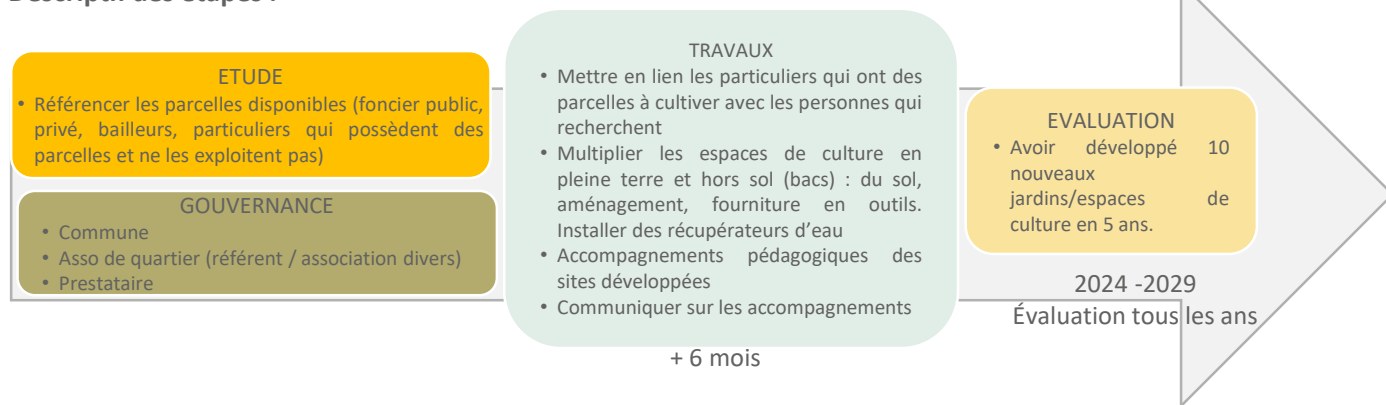 ETUDE
• Référencer les parcelles disponibles (foncier public,
privé, bailleurs, particuliers qui possèdent des
parcelles et ne les exploitent pas)
GOUVERNANCE
• Commune
• Asso de quartier (référent / association divers)
• Prestataire
TRAVAUX
• Mettre en lien les particuliers qui ont des
parcelles à cultiver avec les personnes qui
recherchent
• Multiplier les espaces de culture en
pleine terre et hors sol (bacs) : du sol,
aménagement, fourniture en outils.
Installer des récupérateurs d’eau
• Accompagnements pédagogiques des
sites développées
• Communiquer sur les accompagnements
+ 6 mois
EVALUATION
• Avoir développé 10
nouveaux
jardins/espaces de
culture en 5 ans.
2024 -2029
Évaluation tous les ans